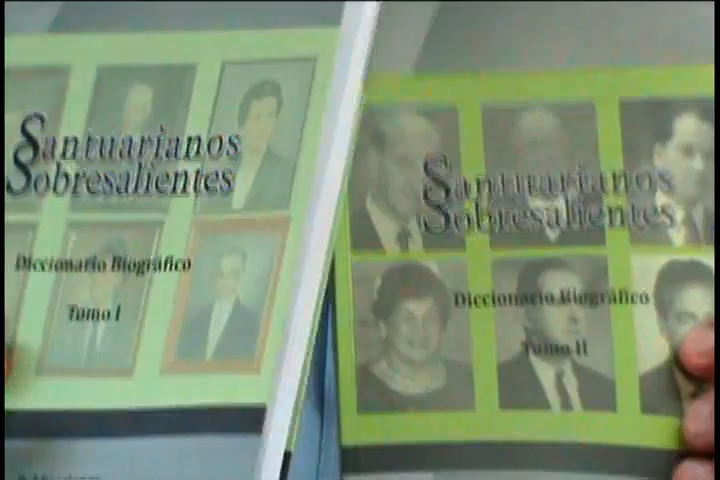 Santuarianos
Sobresalientes
Diccionario Biográfico
Tomo I
Santuarianos
Sobresalientes
Diccionario Biográfico
Tomo II